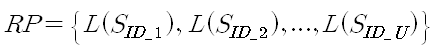 RP = {L(S_{ID_1}), L(S_{ID_2}),..., L(S_{ID_U})}